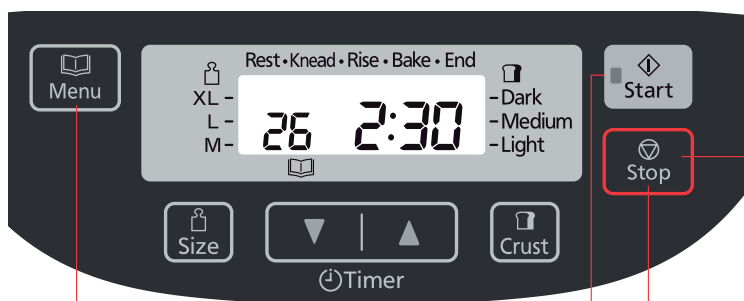 Menu
Rest • Knead • Rise • Bake • End
XL –
L –
M –
26 2:30
– Dark
– Medium
– Light
Start
Stop
Size
Crust
Timer